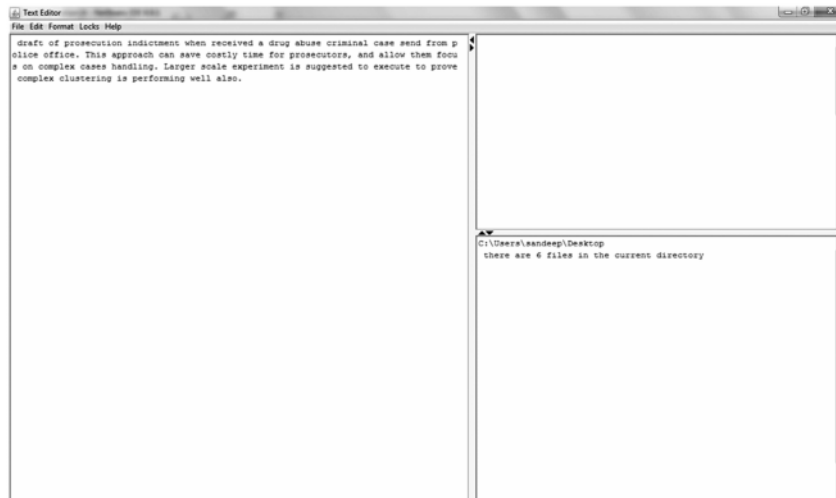 Text Editor
File Edit Format Locks Help
draft of prosecution indictment when received a drug abuse criminal case send from p
olice office. This approach can save costly time for prosecutors, and allow them focu
s on complex cases handling. Larger scale experiment is suggested to execute to prove
complex clustering is performing well also.
C:\Users\sandeep\Desktop
there are 6 files in the current directory